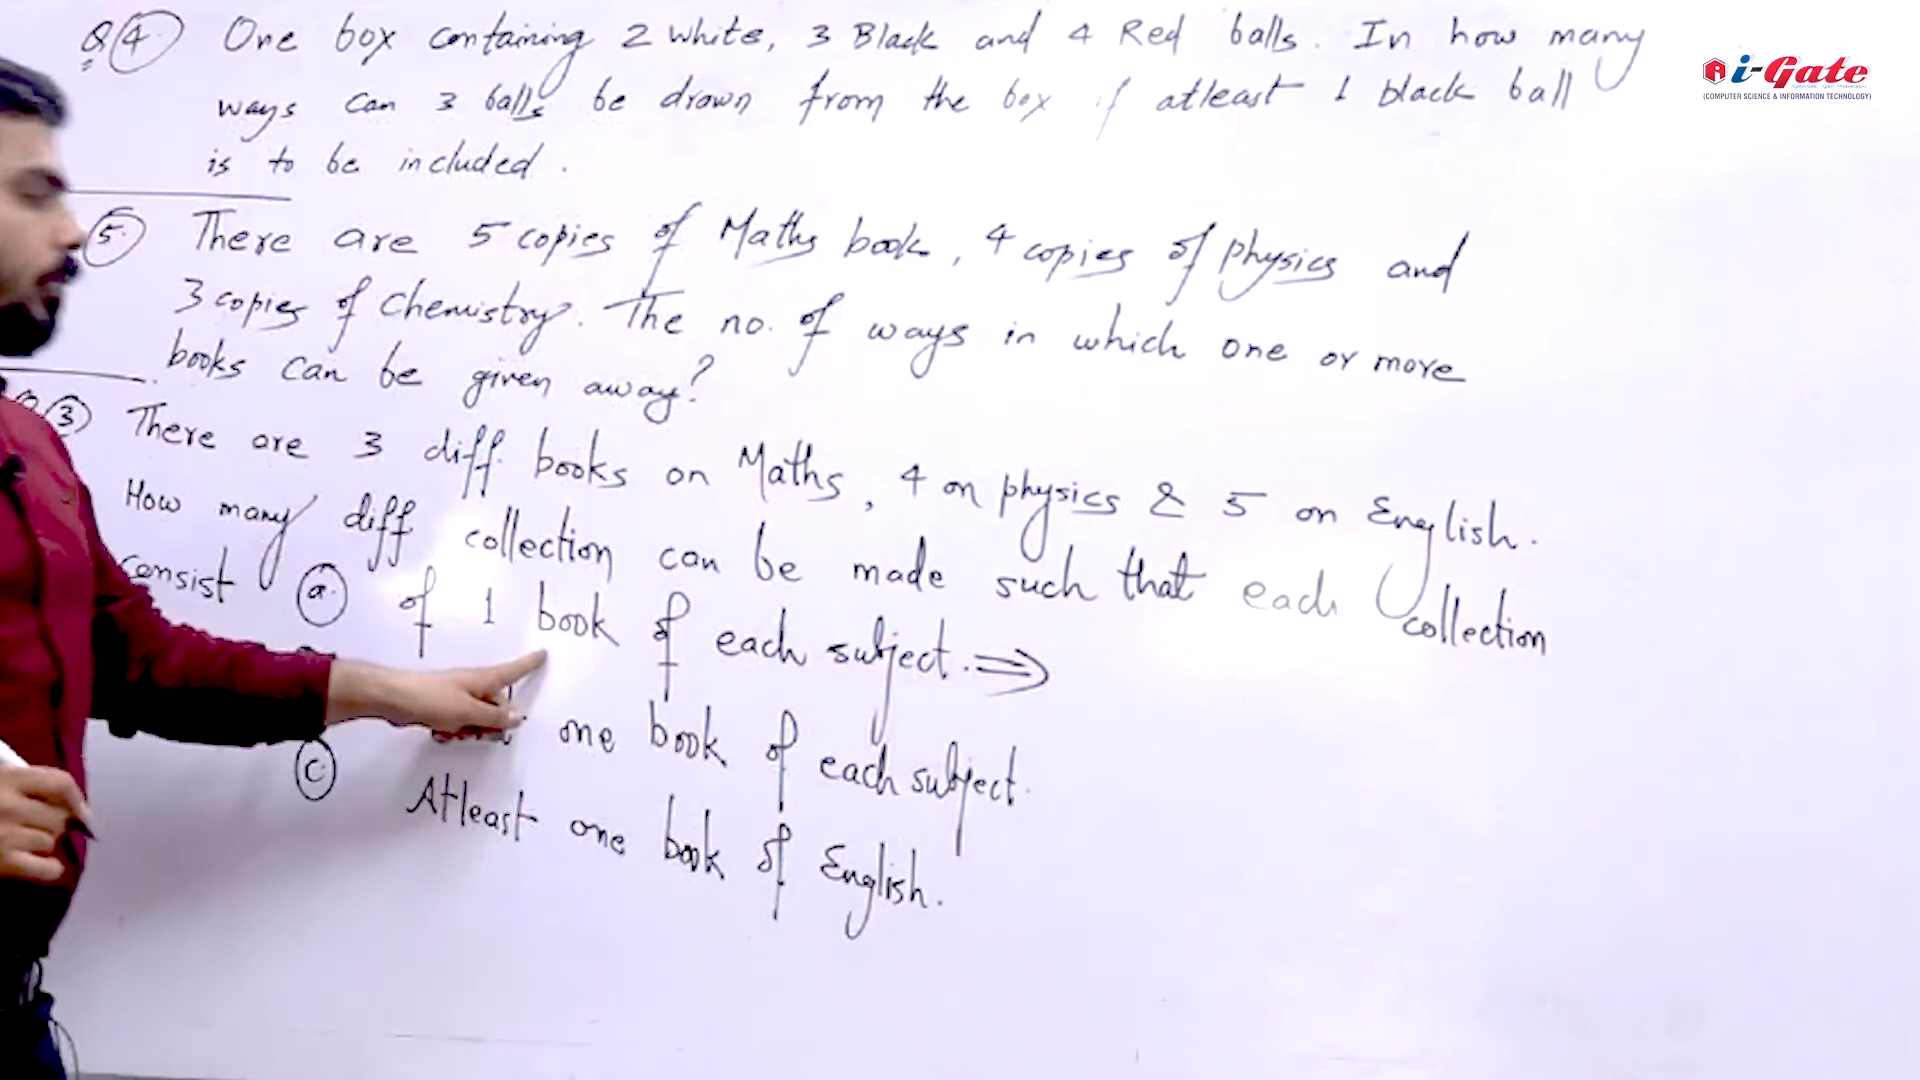 Q(4) One box containing 2 White, 3 Black and 4 Red balls. In how many
ways can 3 balls be drawn from the box if atleast 1 black ball
is to be included.
(5) There are 5 copies of Maths book, 4 copies of physics and
3 copies of Chemistry. The no. of ways in which one or more
books can be given away?
(3) There are 3 diff. books on Maths, 4 on physics & 5 on English.
How many diff collection can be made such that each collection
consist (a) of 1 book of each subject. ⇒
one book of each subject.
(c) Atleast one book of English.
i-Gate
(COMPUTER SCIENCE & INFORMATION TECHNOLOGY)